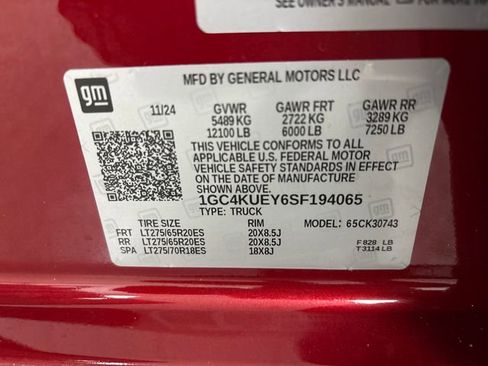 SEE OWNER'S MANUAL
MFD BY GENERAL MOTORS LLC
gm
11/24 GVWR GAWR FRT GAWR RR
5489 KG 2722 KG 3289 KG
12100 LB 6000 LB 7250 LB
THIS VEHICLE CONFORMS TO ALL
APPLICABLE U.S. FEDERAL MOTOR
VEHICLE SAFETY STANDARDS IN EFFECT
ON THE DATE OF MANUFACTURE
SHOWN ABOVE.
1GC4KUEY6SF194065
TYPE: TRUCK
TIRE SIZE RIM MODEL: 65CK30743
FRT LT275/65R20ES 20X8.5J
RR LT275/65R20ES 20X8.5J F 828 LB
SPA LT275/70R18ES 18X8J T 3114 LB